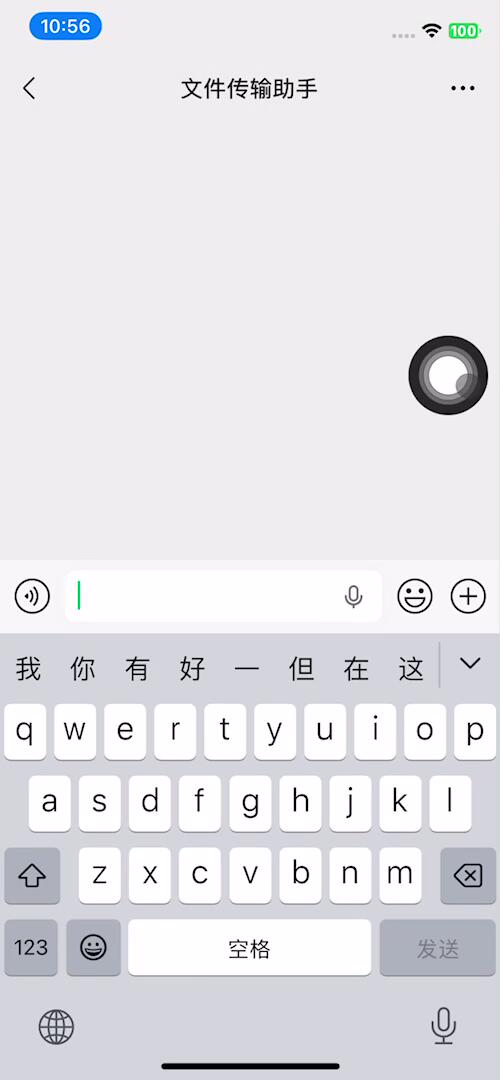 10:56
100
文件传输助手
我 你 有 好 一 但 在 这
q w e r t y u i o p
a s d f g h j k l
z x c v b n m
123 空格 发送